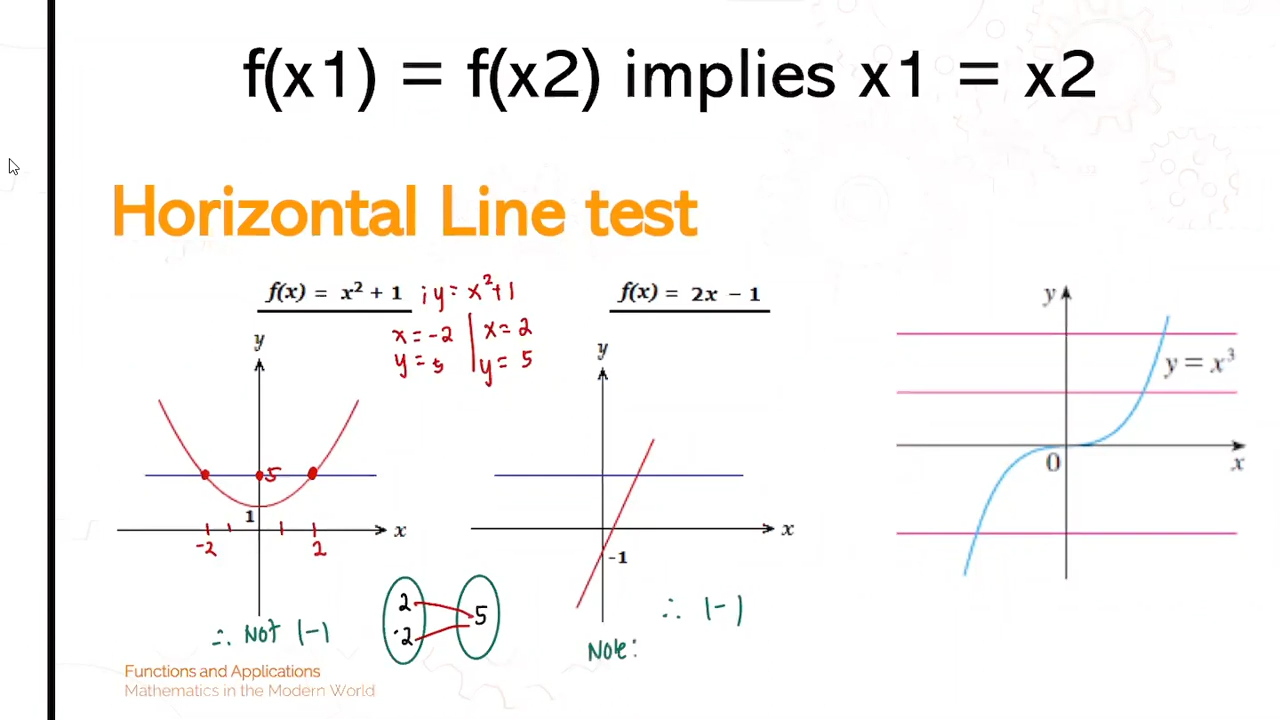 f(x1) = f(x2) implies x1 = x2
Horizontal Line test
f(x) = x² + 1 ; y = x² + 1
x = -2 | x = 2
y = 5 | y = 5
y
5
1
x
-2 2
∴ Not 1-1
2
-2
5
f(x) = 2x − 1
y
x
-1
∴ 1-1
Note:
y
y = x³
0
x
Functions and Applications
Mathematics in the Modern World